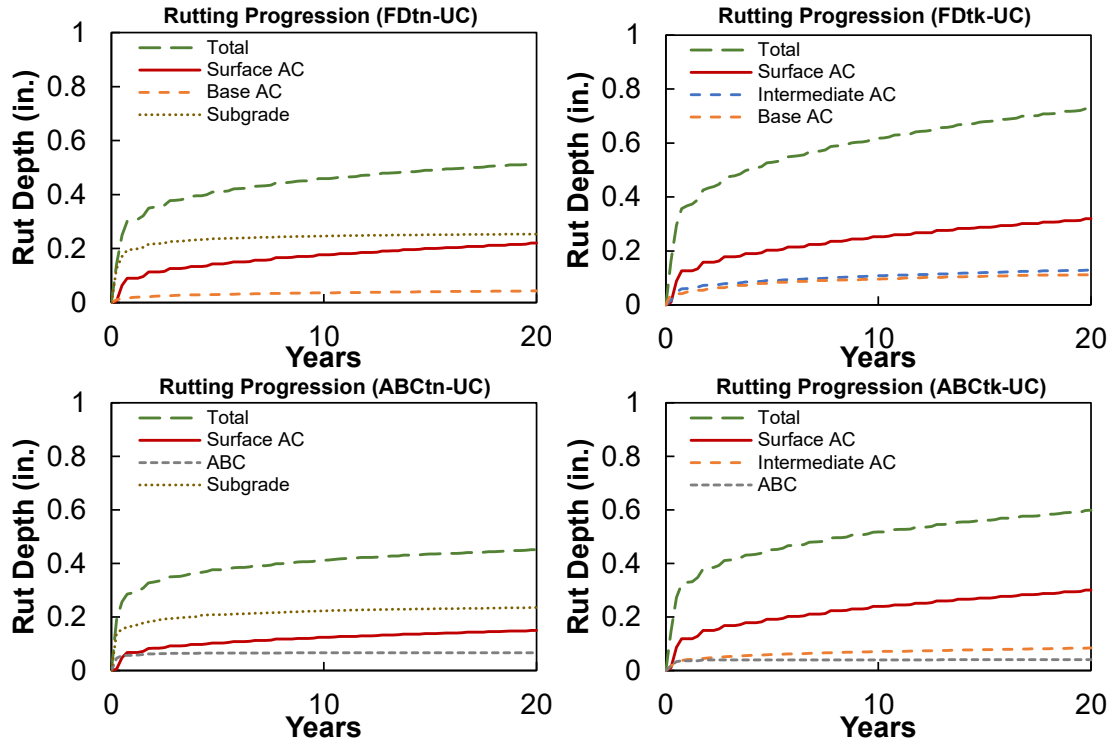 Rutting Progression (FDtn-UC)
1
0.8
0.6
0.4
0.2
0
Rut Depth (in.)
Total
Surface AC
Base AC
Subgrade
0
10
20
Years
Rutting Progression (FDtk-UC)
1
0.8
0.6
0.4
0.2
0
Rut Depth (in.)
Total
Surface AC
Intermediate AC
Base AC
0
10
20
Years
Rutting Progression (ABCtn-UC)
1
0.8
0.6
0.4
0.2
0
Rut Depth (in.)
Total
Surface AC
ABC
Subgrade
0
10
20
Years
Rutting Progression (ABCtk-UC)
1
0.8
0.6
0.4
0.2
0
Rut Depth (in.)
Total
Surface AC
Intermediate AC
ABC
0
10
20
Years